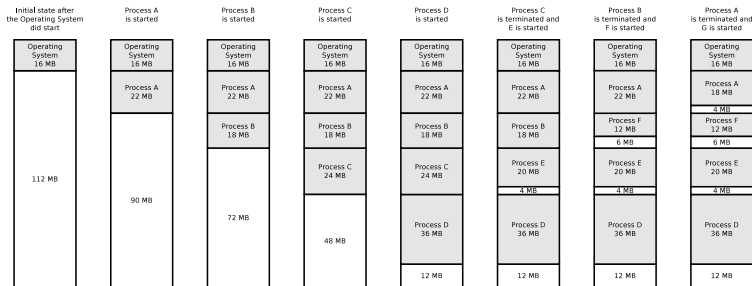 Initial state after
the Operating System
did start
Process A
is started
Process B
is started
Process C
is started
Process D
is started
Process C
is terminated and
E is started
Process B
is terminated and
F is started
Process A
is terminated and
G is started
Operating
System
16 MB
112 MB
Operating
System
16 MB
Process A
22 MB
90 MB
Operating
System
16 MB
Process A
22 MB
Process B
18 MB
72 MB
Operating
System
16 MB
Process A
22 MB
Process B
18 MB
Process C
24 MB
48 MB
Operating
System
16 MB
Process A
22 MB
Process B
18 MB
Process C
24 MB
Process D
36 MB
12 MB
Operating
System
16 MB
Process A
22 MB
Process B
18 MB
Process E
20 MB
4 MB
Process D
36 MB
12 MB
Operating
System
16 MB
Process A
22 MB
Process F
12 MB
6 MB
Process E
20 MB
4 MB
Process D
36 MB
12 MB
Operating
System
16 MB
Process A
18 MB
4 MB
Process F
12 MB
6 MB
Process E
20 MB
4 MB
Process D
36 MB
12 MB